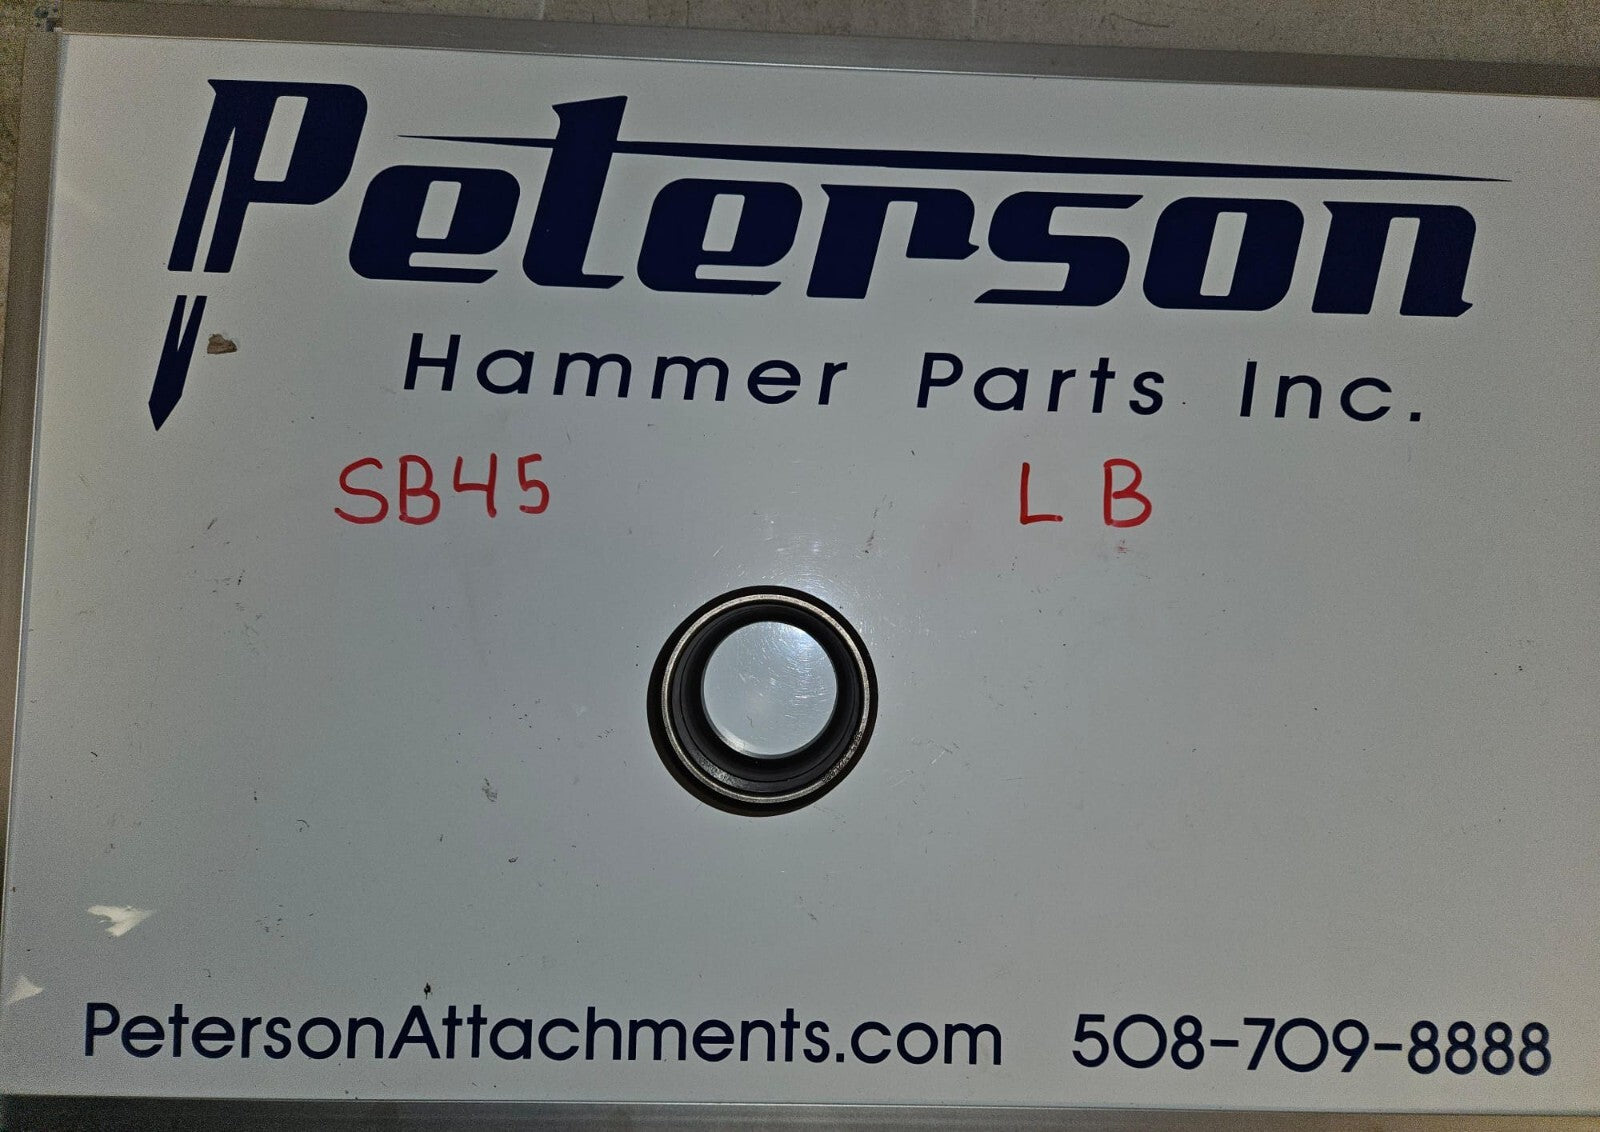 Peterson
Hammer Parts Inc.
SB45 LB
PetersonAttachments.com 508-709-8888